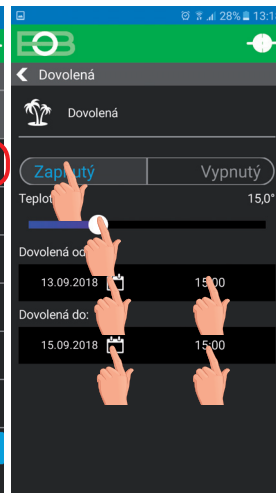 28% 13:1
EOB
Dovolená
Dovolená
Zapnutý Vypnutý
Teplot 15,0°
Dovolená od
13.09.2018 15:00
Dovolená do:
15.09.2018 15:00